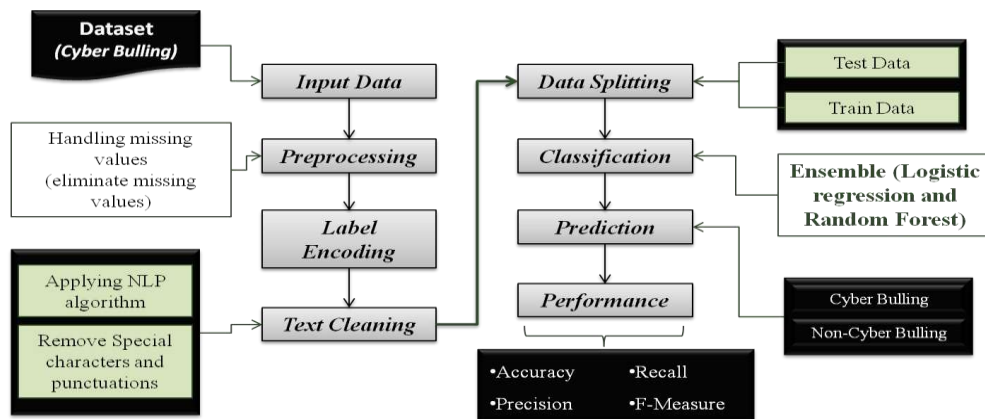 Dataset
(Cyber Bulling)
Input Data
Handling missing
values
(eliminate missing
values)
Preprocessing
Label
Encoding
Applying NLP
algorithm
Remove Special
characters and
punctuations
Text Cleaning
Data Splitting
Test Data
Train Data
Classification
Ensemble (Logistic
regression and
Random Forest)
Prediction
Cyber Bulling
Non-Cyber Bulling
Performance
•Accuracy
•Recall
•Precision
•F-Measure